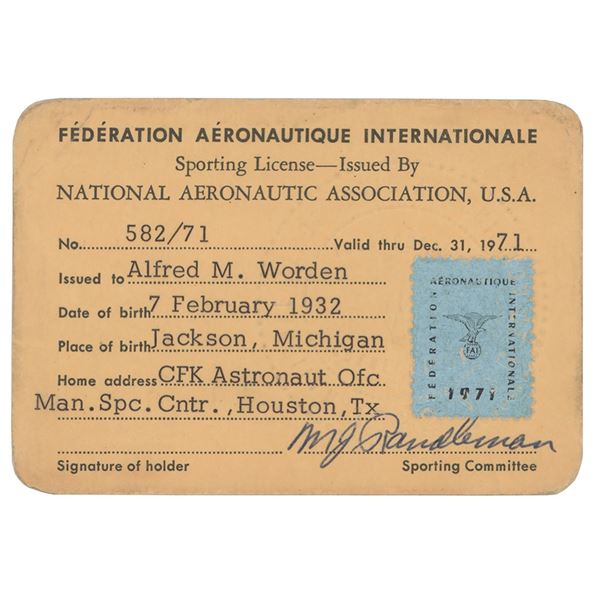 FÉDÉRATION AÉRONAUTIQUE INTERNATIONALE
Sporting License—Issued By
NATIONAL AERONAUTIC ASSOCIATION, U.S.A.
No. 582/71 Valid thru Dec. 31, 1971
Issued to Alfred M. Worden
Date of birth 7 February 1932
Place of birth Jackson, Michigan
Home address CFK Astronaut Ofc
Man.Spc.Cntr.,Houston,Tx
FÉDÉRATION
AÉRONAUTIQUE
INTERNATIONALE
FAI
1971
MJ Randleman
Signature of holder Sporting Committee